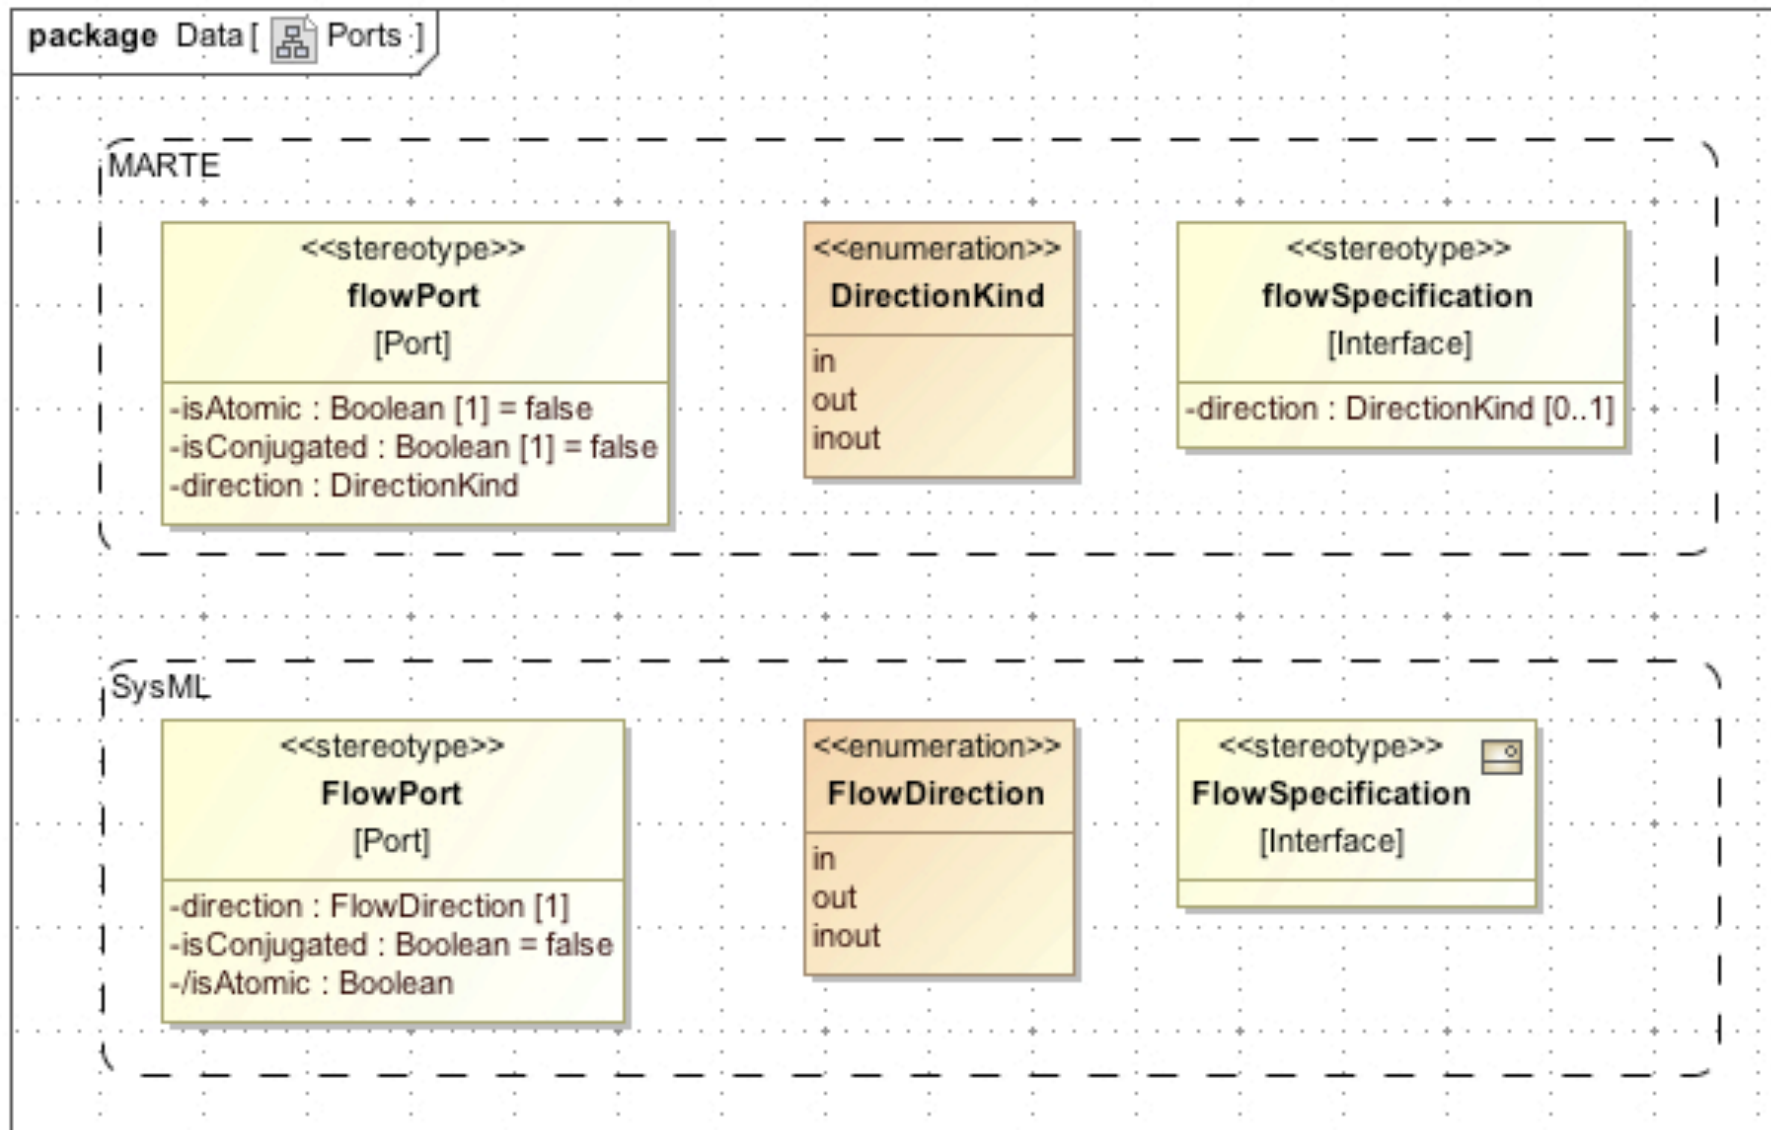 package Data[ Ports ]
MARTE
<<stereotype>>
flowPort
[Port]
-isAtomic : Boolean [1] = false
-isConjugated : Boolean [1] = false
-direction : DirectionKind
<<enumeration>>
DirectionKind
in
out
inout
<<stereotype>>
flowSpecification
[Interface]
-direction : DirectionKind [0..1]
SysML
<<stereotype>>
FlowPort
[Port]
-direction : FlowDirection [1]
-isConjugated : Boolean = false
-/isAtomic : Boolean
<<enumeration>>
FlowDirection
in
out
inout
<<stereotype>>
FlowSpecification
[Interface]